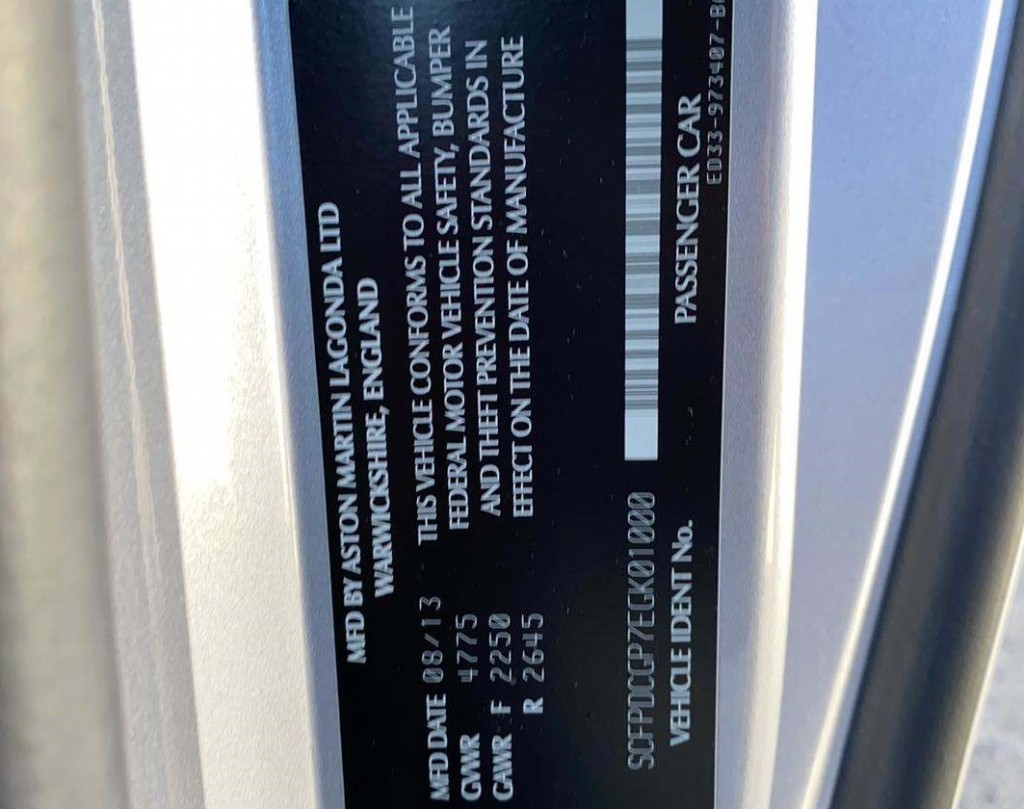 MFD BY ASTON MARTIN LAGONDA LTD
WARWICKSHIRE, ENGLAND
MFD DATE 08/13 THIS VEHICLE CONFORMS TO ALL APPLICABLE
GVWR 4775 FEDERAL MOTOR VEHICLE SAFETY, BUMPER
GAWR F 2250 AND THEFT PREVENTION STANDARDS IN
R 2645 EFFECT ON THE DATE OF MANUFACTURE
SCFPDCGP7EGK01000
VEHICLE IDENT No. PASSENGER CAR